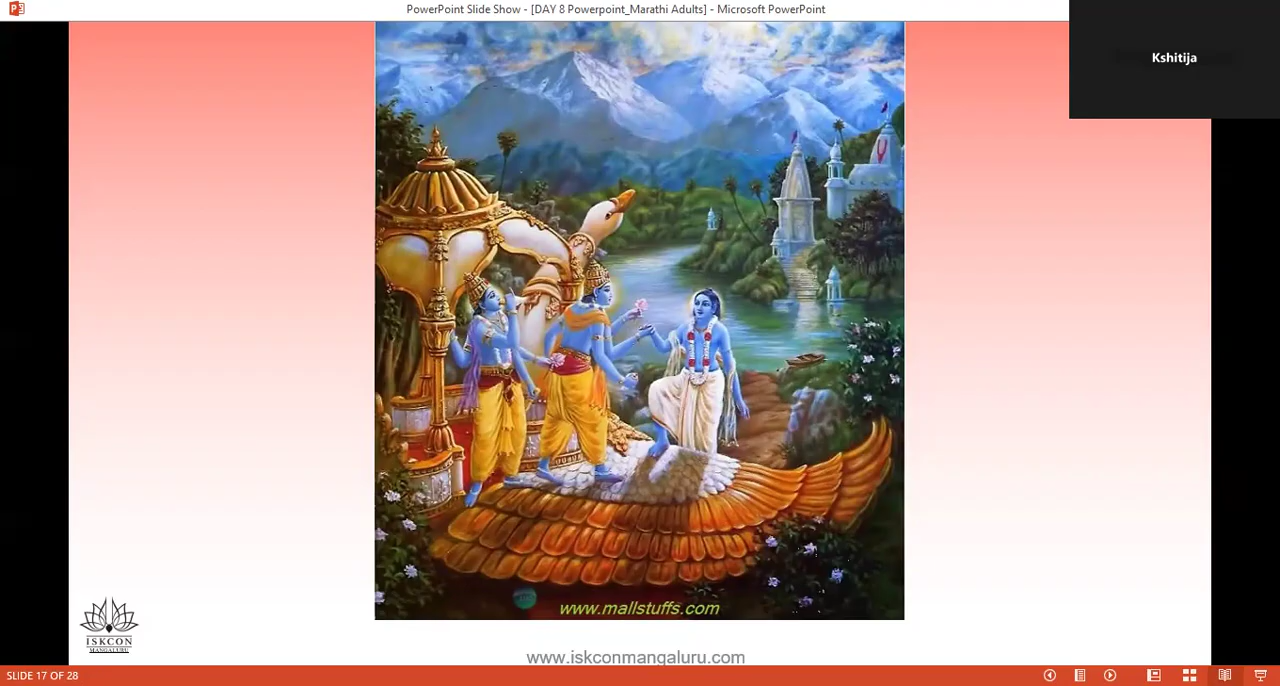 PowerPoint Slide Show - [DAY 8 Powerpoint_Marathi Adults] - Microsoft PowerPoint
Kshitija
www.mallstuffs.com
ISKCON
MANGALURU
www.iskconmangaluru.com
SLIDE 17 OF 28